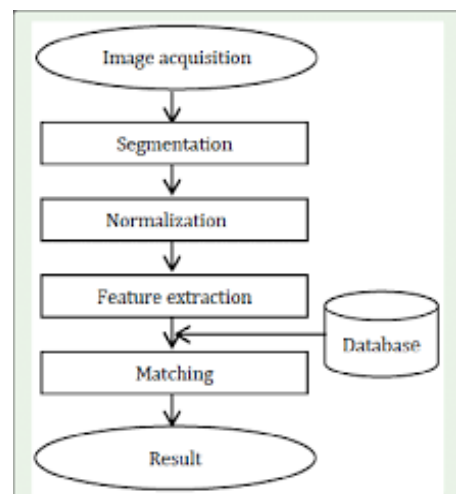 Image acquisition
Segmentation
Normalization
Feature extraction
Database
Matching
Result